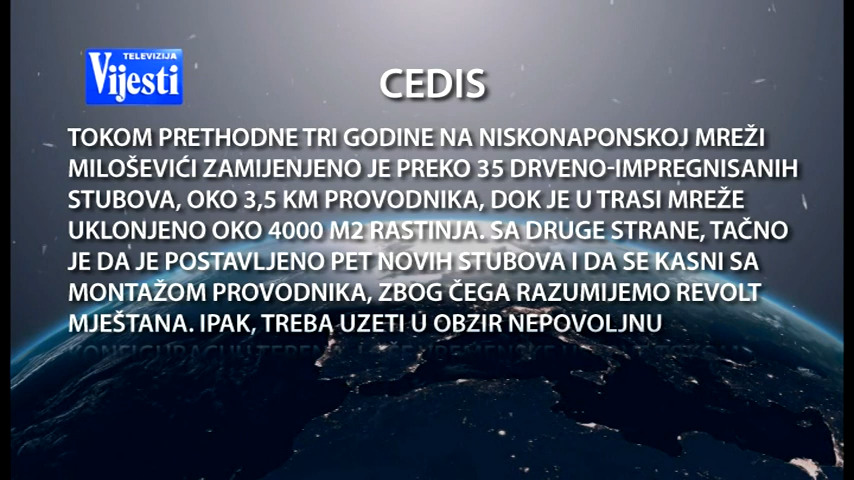 TELEVIZIJA
Vijesti
CEDIS
TOKOM PRETHODNE TRI GODINE NA NISKONAPONSKOJ MREŽI
MILOŠEVIĆI ZAMIJENJENO JE PREKO 35 DRVENO-IMPREGNISANIH
STUBOVA, OKO 3,5 KM PROVODNIKA, DOK JE U TRASI MREŽE
UKLONJENO OKO 4000 M2 RASTINJA. SA DRUGE STRANE, TAČNO
JE DA JE POSTAVLJENO PET NOVIH STUBOVA I DA SE KASNI SA
MONTAŽOM PROVODNIKA, ZBOG ČEGA RAZUMIJEMO REVOLT
MJEŠTANA. IPAK, TREBA UZETI U OBZIR NEPOVOLJNU